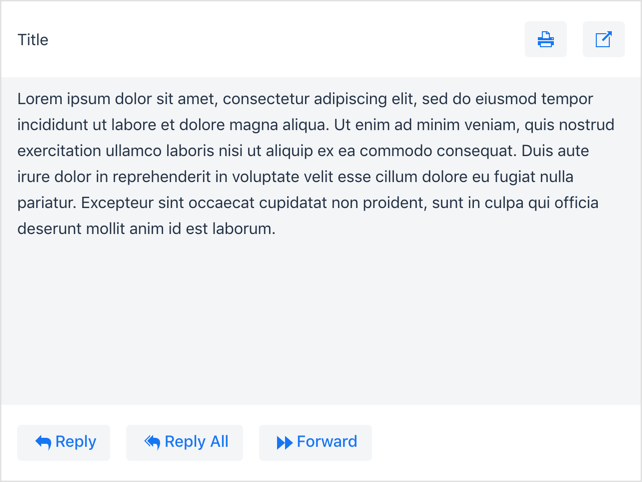 Title
Lorem ipsum dolor sit amet, consectetur adipiscing elit, sed do eiusmod tempor
incididunt ut labore et dolore magna aliqua. Ut enim ad minim veniam, quis nostrud
exercitation ullamco laboris nisi ut aliquip ex ea commodo consequat. Duis aute
irure dolor in reprehenderit in voluptate velit esse cillum dolore eu fugiat nulla
pariatur. Excepteur sint occaecat cupidatat non proident, sunt in culpa qui officia
deserunt mollit anim id est laborum.
Reply Reply All Forward